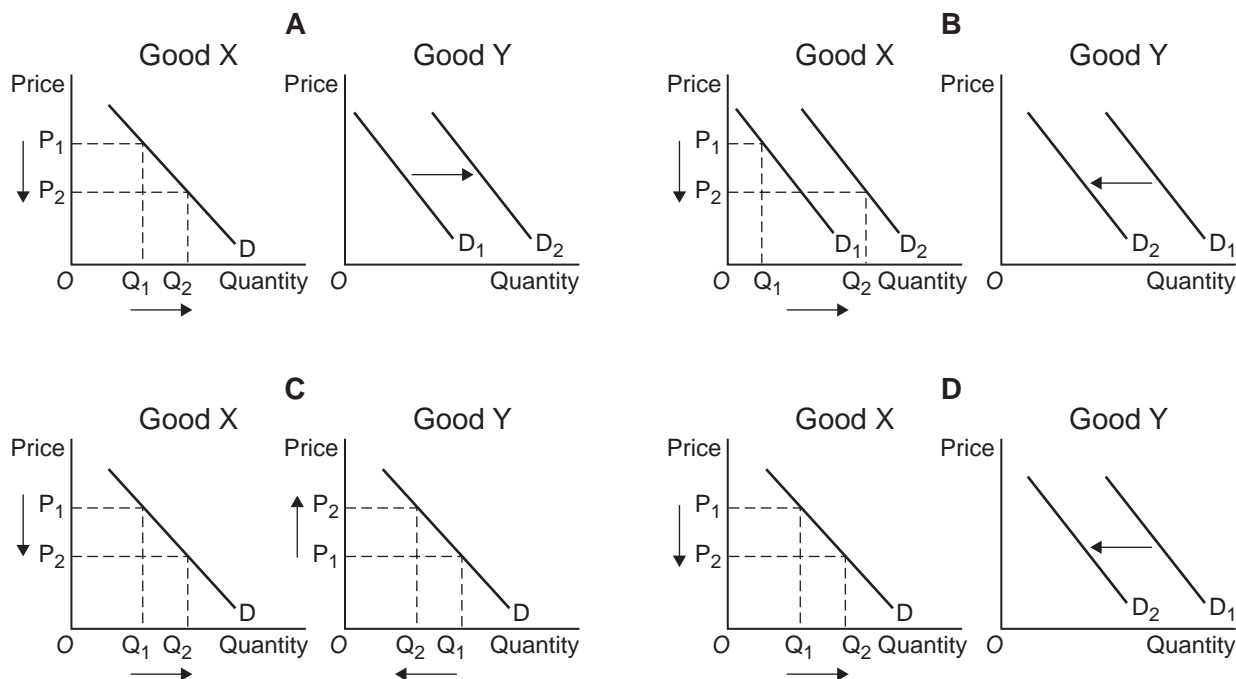 A
Good X
Good Y
Price
P1
P2
O
Q1
Q2
Quantity
D
Price
D1
D2
Quantity
B
Good X
Good Y
Price
P1
P2
O
Q1
Q2
Quantity
D1
D2
Price
O
D2
D1
Quantity
C
Good X
Good Y
Price
P1
P2
O
Q1
Q2
Quantity
D
Price
P2
P1
O
Q2
Q1
Quantity
D
D
Good X
Good Y
Price
P1
P2
O
Q1
Q2
Quantity
D
Price
O
D2
D1
Quantity